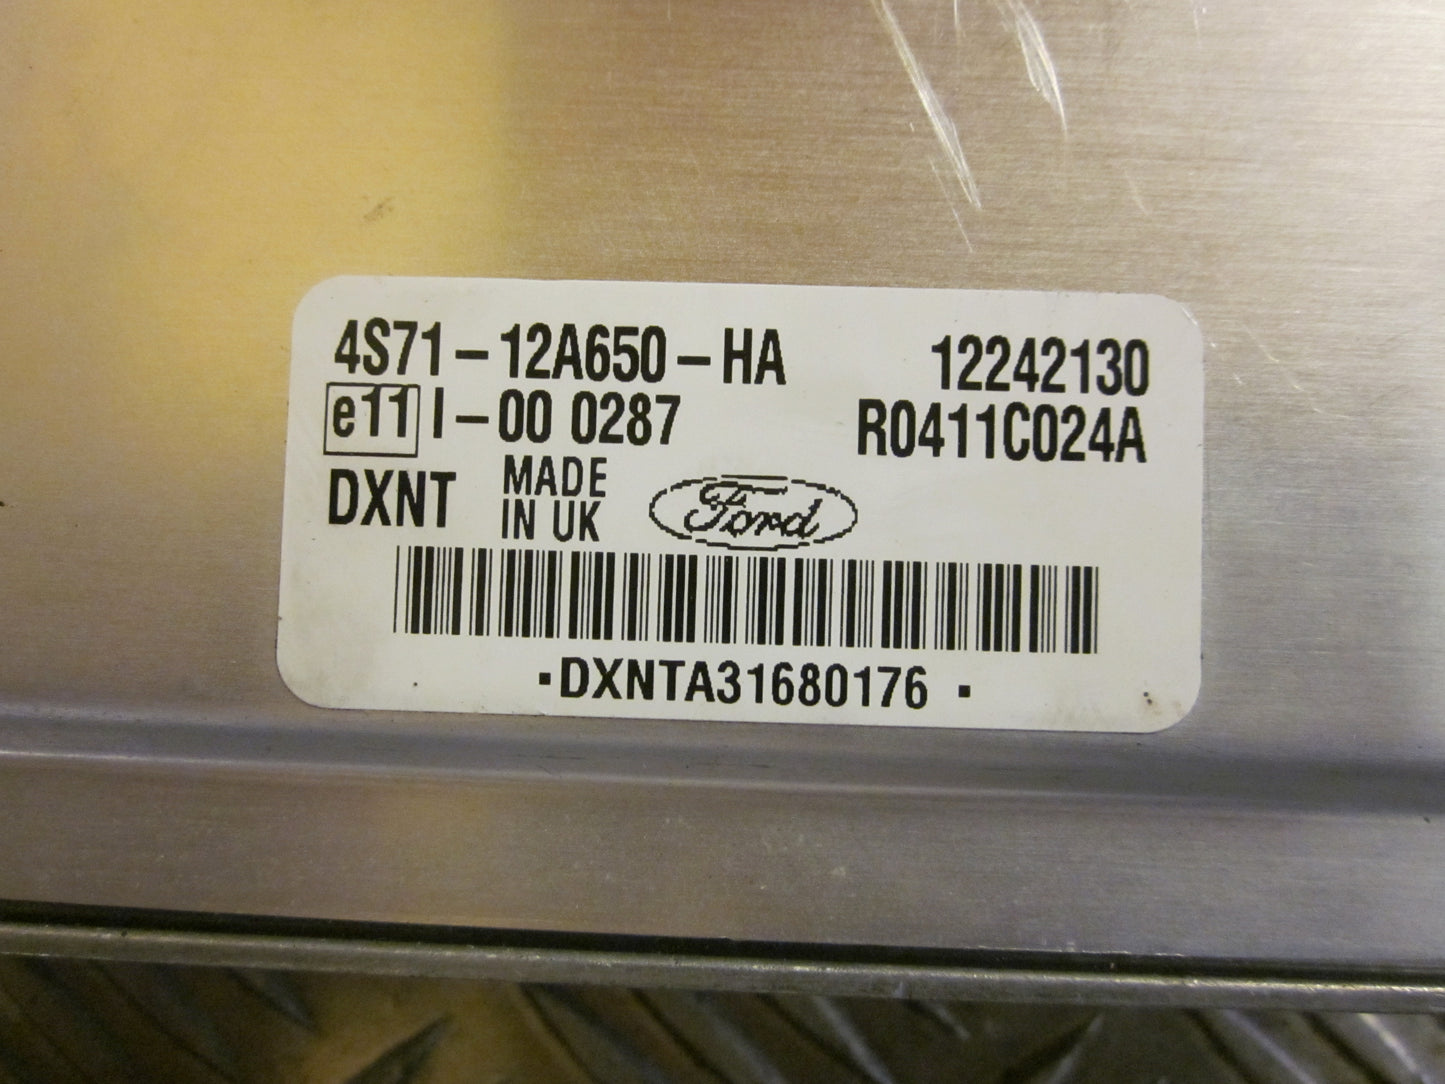 4S71-12A650-HA 12242130
e11 I-00 0287 R0411C024A
DXNT MADE IN UK Ford
·DXNTA31680176 ·